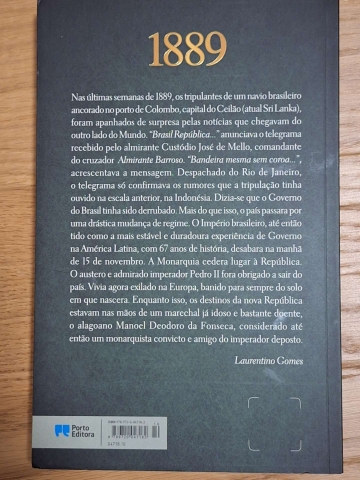 1889
Nas últimas semanas de 1889, os tripulantes de um navio brasileiro
ancorado no porto de Colombo, capital do Ceilão (atual Sri Lanka),
foram apanhados de surpresa pelas notícias que chegavam do
outro lado do Mundo. “Brasil República...” anunciava o telegrama
recebido pelo almirante Custódio José de Mello, comandante
do cruzador Almirante Barroso. “Bandeira mesma sem coroa...”,
acrescentava a mensagem. Despachado do Rio de Janeiro,
o telegrama só confirmava os rumores que a tripulação tinha
ouvido na escala anterior, na Indonésia. Dizia-se que o Governo
do Brasil tinha sido derrubado. Mais do que isso, o país passara por
uma drástica mudança de regime. O Império brasileiro, até então
tido como a mais estável e duradoura experiência de Governo
na América Latina, com 67 anos de história, desabara na manhã
de 15 de novembro. A Monarquia cedera lugar à República.
O austero e admirado imperador Pedro II fora obrigado a sair do
país. Vivia agora exilado na Europa, banido para sempre do solo
em que nascera. Enquanto isso, os destinos da nova República
estavam nas mãos de um marechal já idoso e bastante doente,
o alagoano Manoel Deodoro da Fonseca, considerado até
então um monarquista convicto e amigo do imperador deposto.
Laurentino Gomes
Porto
Editora